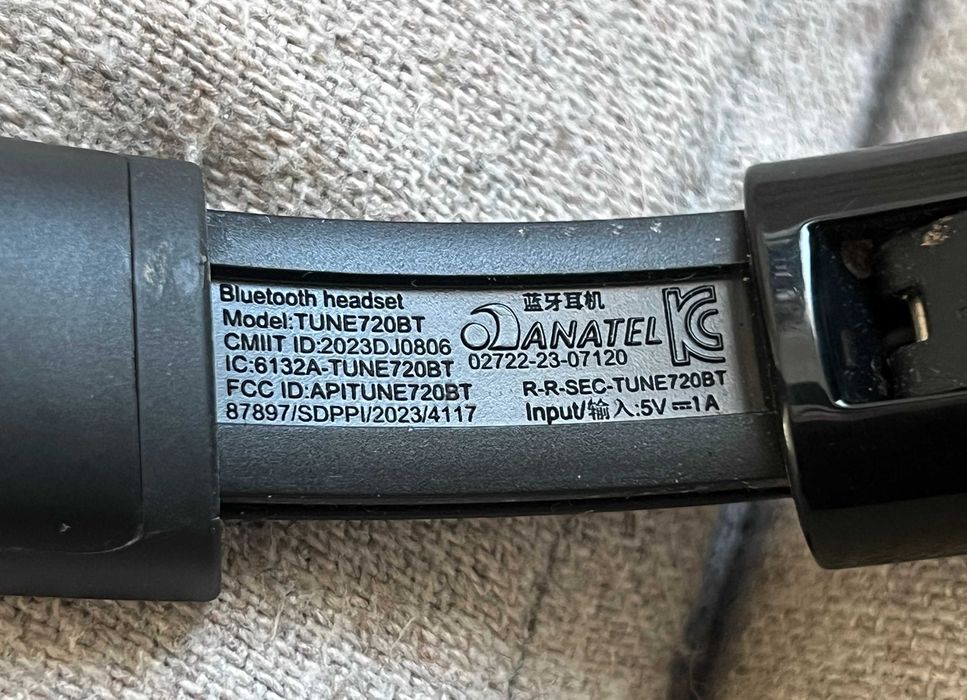 Bluetooth headset
Model:TUNE720BT
CMIIT ID:2023DJ0806
IC:6132A-TUNE720BT
FCC ID:APITUNE720BT
87897/SDPPI/2023/4117
蓝牙耳机
ANATEL
02722-23-07120
KC
R-R-SEC-TUNE720BT
Input/输入:5V⎓1A